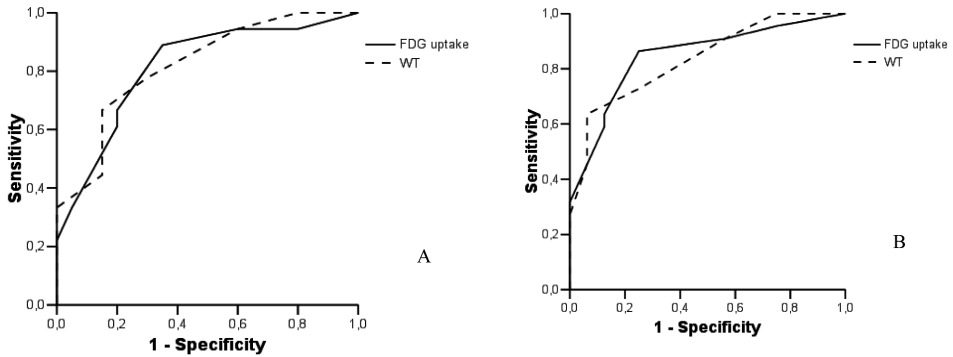 1,0
0,8
0,6
0,4
0,2
0,0
Sensitivity
0,0 0,2 0,4 0,6 0,8 1,0
1 - Specificity
FDG uptake
WT
A
1,0
0,8
0,6
0,4
0,2
0,0
Sensitivity
0,0 0,2 0,4 0,6 0,8 1,0
1 - Specificity
FDG uptake
WT
B